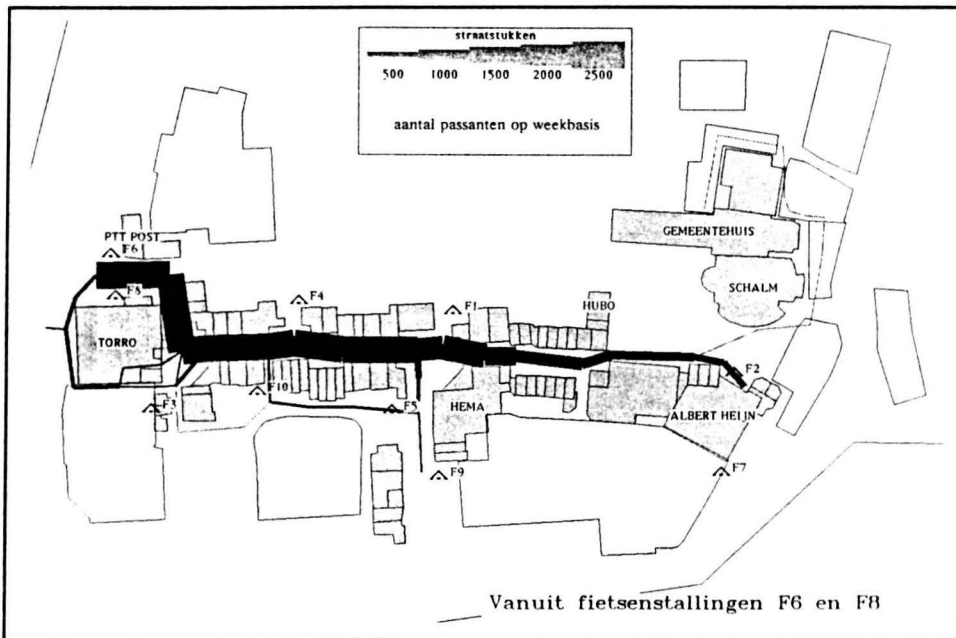 straatstukken
500 1000 1500 2000 2500
aantal passanten op weekbasis
GEMEENTEHUIS
PTT POST
F6
SCHALM
F8
F4
F1
HUBO
TORRO
F2
F10
F3
F5
HEMA
ALBERT HEIJN
F9
F7
Vanuit fietsenstallingen F6 en F8